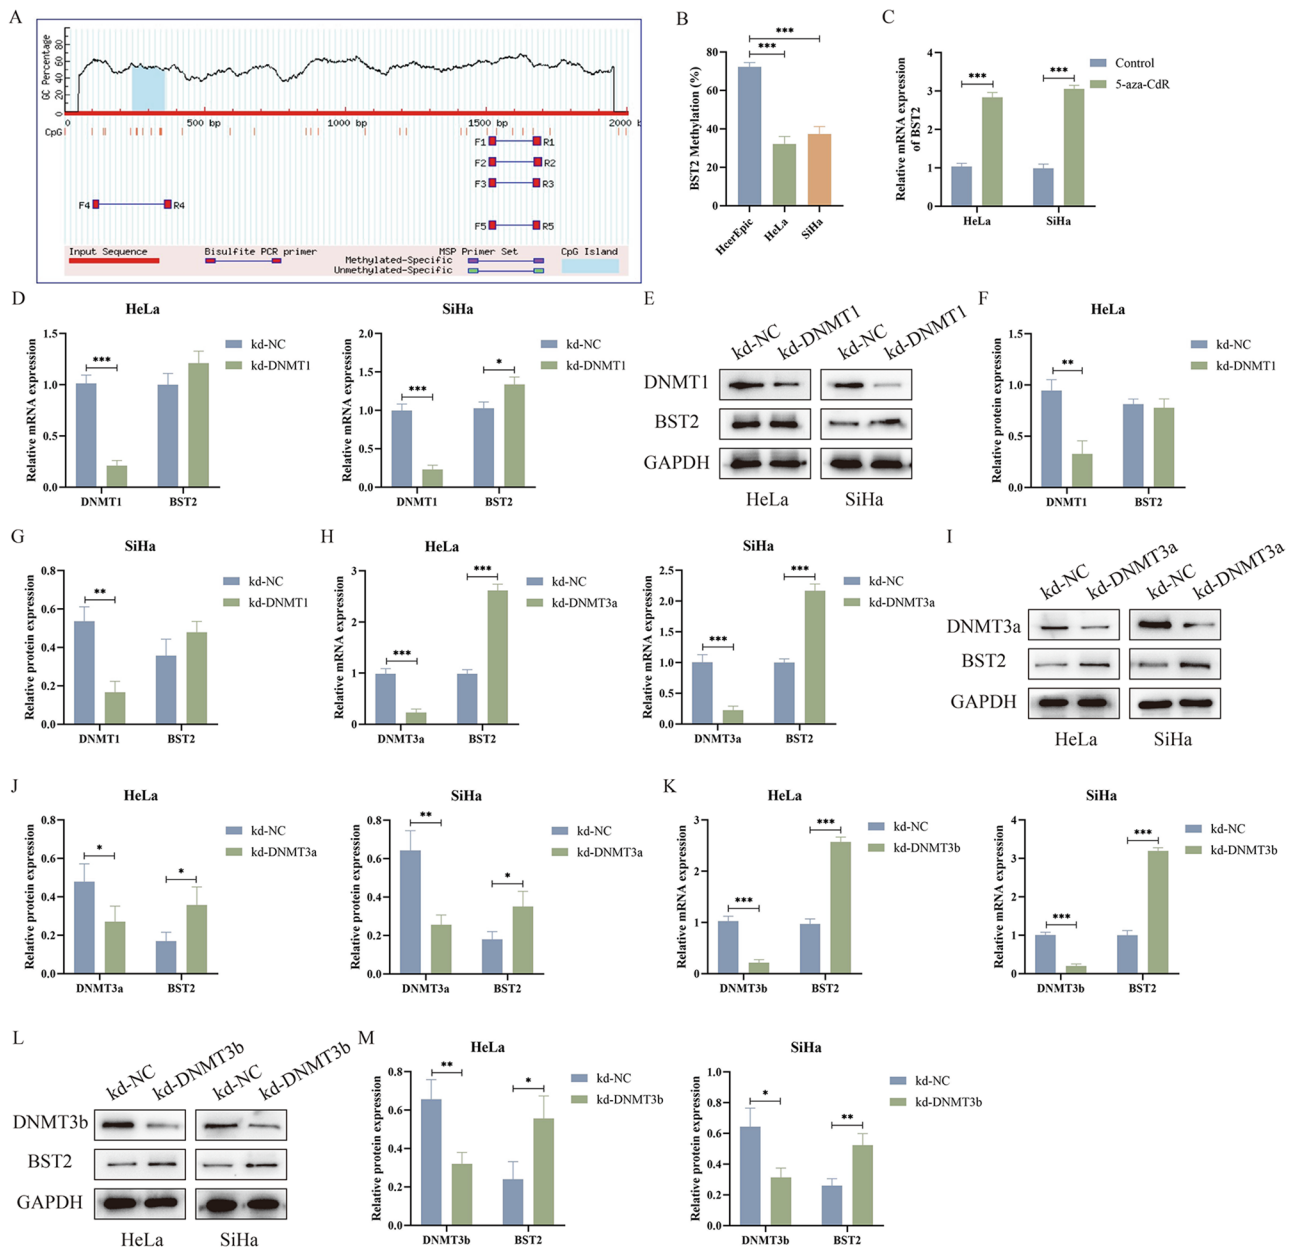 A
GC Percentage
0 20 40 60 80
0 500 bp 1000 bp 1500 bp 2000 b
CpG
F1 R1
F2 R2
F3 R3
F4 R4
F5 R5
Input Sequence
Bisulfite PCR primer
MSP Primer Set
CpG Island
Methylated-Specific
Unmethylated-Specific
B
BST2 Methylation (%)
80
60
40
20
0
***
***
HcerEpic HeLa SiHa
C
Relative mRNA expression
of BST2
4
3
2
1
0
*** ***
HeLa SiHa
Control
5-aza-CdR
D
HeLa
Relative mRNA expression
1.5
1.0
0.5
0.0
***
DNMT1 BST2
kd-NC
kd-DNMT1
SiHa
Relative mRNA expression
2.0
1.5
1.0
0.5
0.0
*** *
DNMT1 BST2
kd-NC
kd-DNMT1
E
kd-NC kd-DNMT1 kd-NC kd-DNMT1
DNMT1
BST2
GAPDH
HeLa SiHa
F
HeLa
Relative protein expression
1.5
1.0
0.5
0.0
**
DNMT1 BST2
kd-NC
kd-DNMT1
G
SiHa
Relative protein expression
0.8
0.6
0.4
0.2
0.0
**
DNMT1 BST2
kd-NC
kd-DNMT1
H
HeLa
Relative mRNA expression
3
2
1
0
*** ***
DNMT3a BST2
kd-NC
kd-DNMT3a
SiHa
Relative mRNA expression
2.5
2.0
1.5
1.0
0.5
0.0
*** ***
DNMT3a BST2
kd-NC
kd-DNMT3a
I
kd-NC kd-DNMT3a kd-NC kd-DNMT3a
DNMT3a
BST2
GAPDH
HeLa SiHa
J
HeLa
Relative protein expression
0.8
0.6
0.4
0.2
0.0
* *
DNMT3a BST2
kd-NC
kd-DNMT3a
SiHa
Relative protein expression
0.8
0.6
0.4
0.2
0.0
** *
DNMT3a BST2
kd-NC
kd-DNMT3a
K
HeLa
Relative mRNA expression
3
2
1
0
*** ***
DNMT3b BST2
kd-NC
kd-DNMT3b
SiHa
Relative mRNA expression
4
3
2
1
0
*** ***
DNMT3b BST2
kd-NC
kd-DNMT3b
L
kd-NC kd-DNMT3b kd-NC kd-DNMT3b
DNMT3b
BST2
GAPDH
HeLa SiHa
M
HeLa
Relative protein expression
0.8
0.6
0.4
0.2
0.0
** *
DNMT3b BST2
kd-NC
kd-DNMT3b
SiHa
Relative protein expression
1.0
0.8
0.6
0.4
0.2
0.0
* **
DNMT3b BST2
kd-NC
kd-DNMT3b